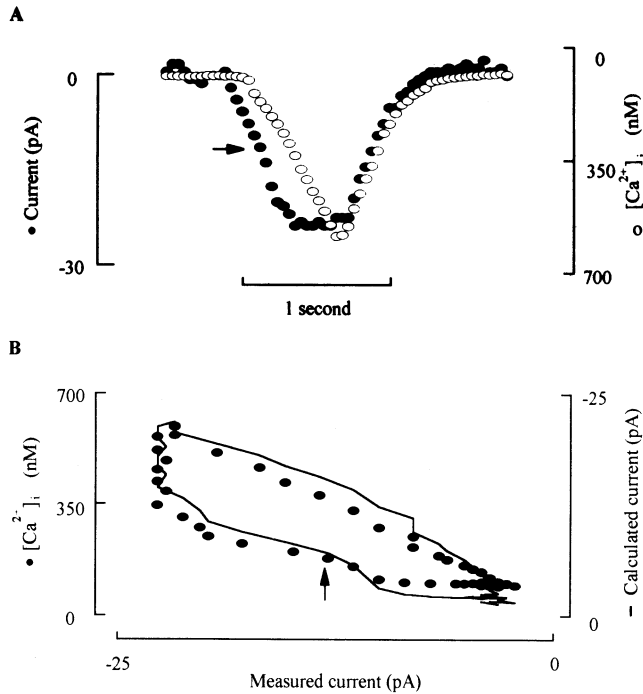 A
0
-30
● Current (pA)
0
350
700
o [Ca2+]i (nM)
1 second
B
700
350
0
● [Ca2-]i (nM)
-25
0
– Calculated current (pA)
-25
0
Measured current (pA)